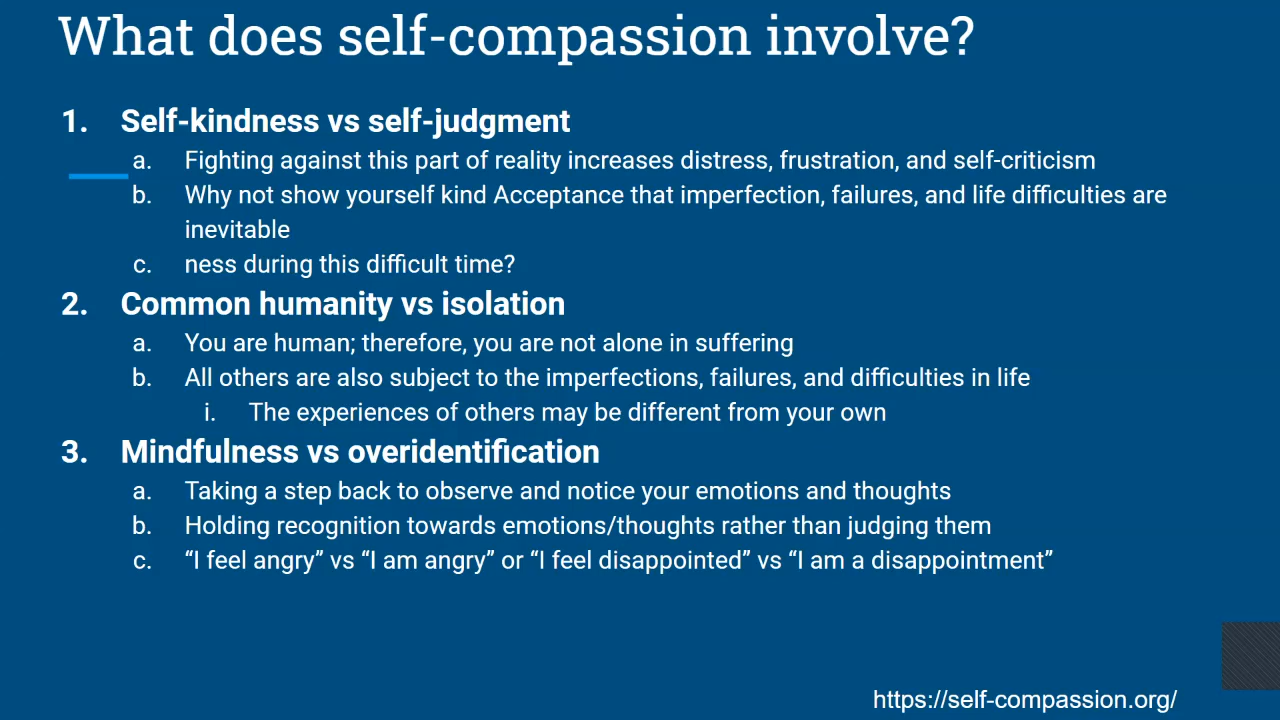 What does self-compassion involve?
1. Self-kindness vs self-judgment
a. Fighting against this part of reality increases distress, frustration, and self-criticism
b. Why not show yourself kind Acceptance that imperfection, failures, and life difficulties are
inevitable
c. ness during this difficult time?
2. Common humanity vs isolation
a. You are human; therefore, you are not alone in suffering
b. All others are also subject to the imperfections, failures, and difficulties in life
i. The experiences of others may be different from your own
3. Mindfulness vs overidentification
a. Taking a step back to observe and notice your emotions and thoughts
b. Holding recognition towards emotions/thoughts rather than judging them
c. “I feel angry” vs “I am angry” or “I feel disappointed” vs “I am a disappointment”
https://self-compassion.org/